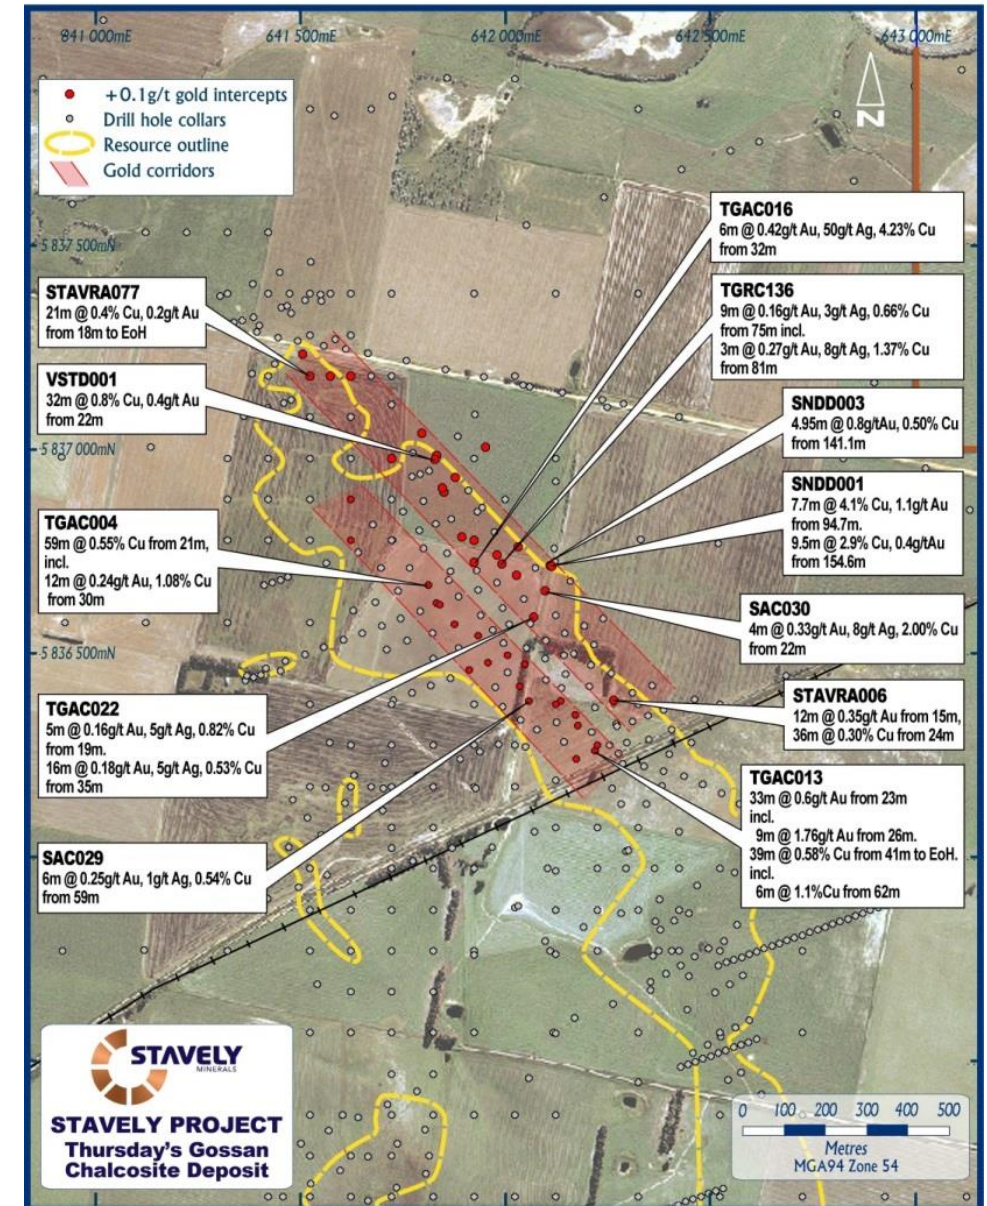 841 000mE
641 500mE
642 000mE
642 500mE
643 000mE
+0.1g/t gold intercepts
Drill hole collars
Resource outline
Gold corridors
N
5 837 500mN
5 837 000mN
5 836 500mN
TGAC016
6m @ 0.42g/t Au, 50g/t Ag, 4.23% Cu
from 32m
STAVRA077
21m @ 0.4% Cu, 0.2g/t Au
from 18m to EoH
TGRC136
9m @ 0.16g/t Au, 3g/t Ag, 0.66% Cu
from 75m incl.
3m @ 0.27g/t Au, 8g/t Ag, 1.37% Cu
from 81m
VSTD001
32m @ 0.8% Cu, 0.4g/t Au
from 22m
SNDD003
4.95m @ 0.8g/tAu, 0.50% Cu
from 141.1m
SNDD001
7.7m @ 4.1% Cu, 1.1g/t Au
from 94.7m.
9.5m @ 2.9% Cu, 0.4g/tAu
from 154.6m
TGAC004
59m @ 0.55% Cu from 21m,
incl.
12m @ 0.24g/t Au, 1.08% Cu
from 30m
SAC030
4m @ 0.33g/t Au, 8g/t Ag, 2.00% Cu
from 22m
STAVRA006
12m @ 0.35g/t Au from 15m,
36m @ 0.30% Cu from 24m
TGAC022
5m @ 0.16g/t Au, 5g/t Ag, 0.82% Cu
from 19m.
16m @ 0.18g/t Au, 5g/t Ag, 0.53% Cu
from 35m
TGAC013
33m @ 0.6g/t Au from 23m
incl.
9m @ 1.76g/t Au from 26m.
39m @ 0.58% Cu from 41m to EoH.
incl.
6m @ 1.1%Cu from 62m
SAC029
6m @ 0.25g/t Au, 1g/t Ag, 0.54% Cu
from 59m
STAVELY
MINERALS
STAVELY PROJECT
Thursday's Gossan
Chalcosite Deposit
0 100 200 300 400 500
Metres
MGA94 Zone 54